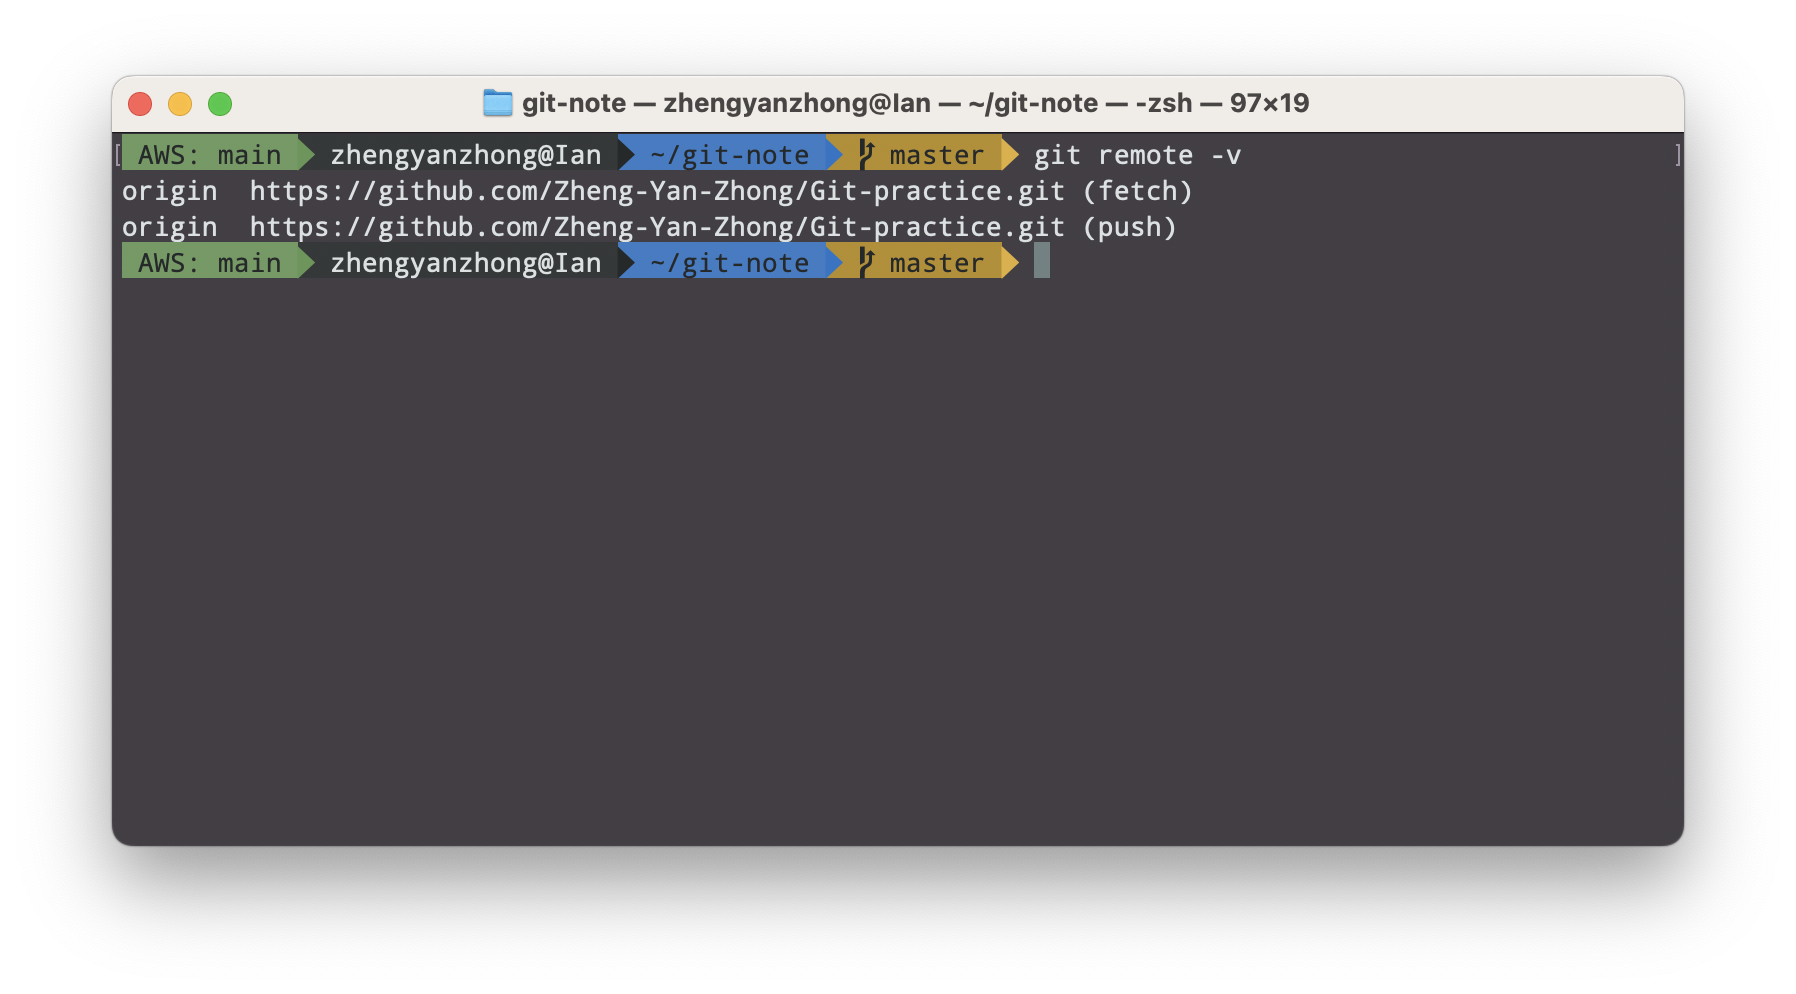 git-note — zhengyanzhong@Ian — ~/git-note — -zsh — 97×19
[ AWS: main zhengyanzhong@Ian ~/git-note master git remote -v ]
origin  https://github.com/Zheng-Yan-Zhong/Git-practice.git (fetch)
origin  https://github.com/Zheng-Yan-Zhong/Git-practice.git (push)
AWS: main zhengyanzhong@Ian ~/git-note master